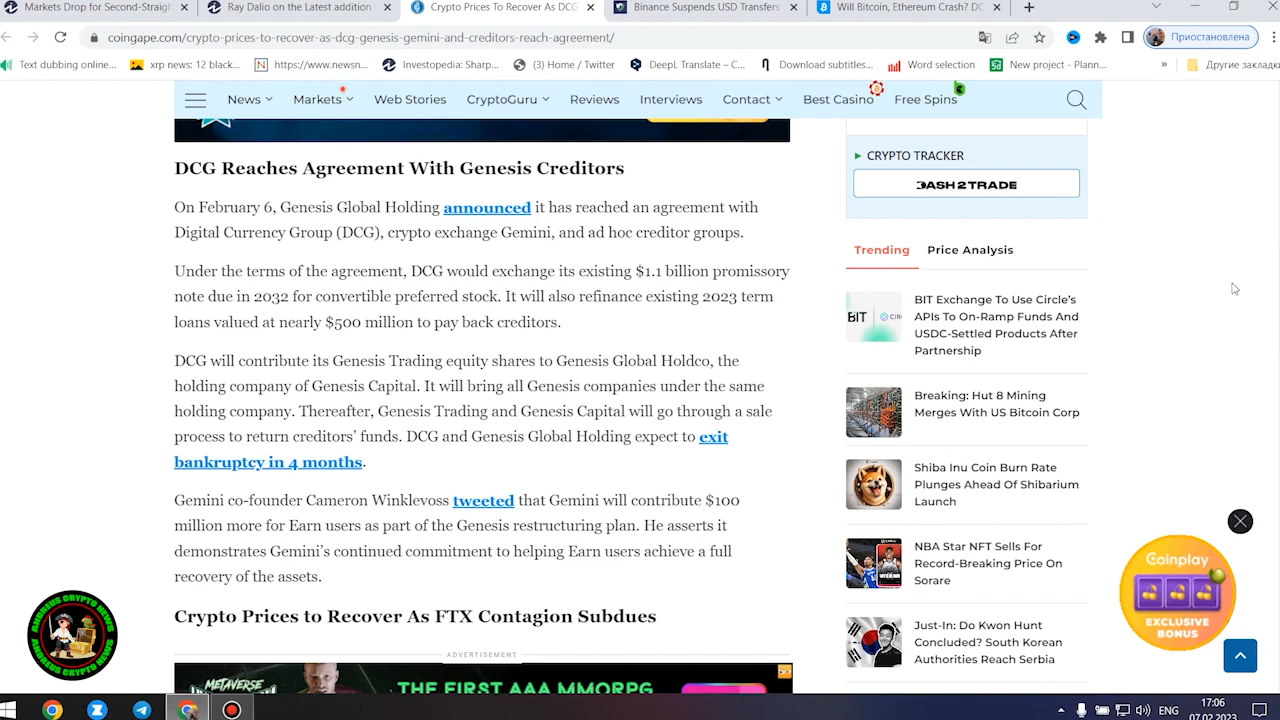 Markets Drop for Second-Straigh
Ray Dalio on the Latest addition
Crypto Prices To Recover As DCG
Binance Suspends USD Transfers
Will Bitcoin, Ethereum Crash? DC
coingape.com/crypto-prices-to-recover-as-dcg-genesis-gemini-and-creditors-reach-agreement/
Приостановлена
Text dubbing online...
xrp news: 12 black...
https://www.newsn...
Investopedia: Sharp...
(3) Home / Twitter
DeepL Translate – C...
Download subtitles...
Word selection
New project - Plann...
»
Другие закладки
News
Markets
Web Stories
CryptoGuru
Reviews
Interviews
Contact
Best Casino
Free Spins
DCG Reaches Agreement With Genesis Creditors
On February 6, Genesis Global Holding announced it has reached an agreement with
Digital Currency Group (DCG), crypto exchange Gemini, and ad hoc creditor groups.
Under the terms of the agreement, DCG would exchange its existing $1.1 billion promissory
note due in 2032 for convertible preferred stock. It will also refinance existing 2023 term
loans valued at nearly $500 million to pay back creditors.
DCG will contribute its Genesis Trading equity shares to Genesis Global Holdco, the
holding company of Genesis Capital. It will bring all Genesis companies under the same
holding company. Thereafter, Genesis Trading and Genesis Capital will go through a sale
process to return creditors' funds. DCG and Genesis Global Holding expect to exit
bankruptcy in 4 months.
Gemini co-founder Cameron Winklevoss tweeted that Gemini will contribute $100
million more for Earn users as part of the Genesis restructuring plan. He asserts it
demonstrates Gemini's continued commitment to helping Earn users achieve a full
recovery of the assets.
Crypto Prices to Recover As FTX Contagion Subdues
ADVERTISEMENT
METAVERSE
THE FIRST AAA MMORPG
CRYPTO TRACKER
DASH 2 TRADE
Trending
Price Analysis
BIT
BIT Exchange To Use Circle's
APIs To On-Ramp Funds And
USDC-Settled Products After
Partnership
Breaking: Hut 8 Mining
Merges With US Bitcoin Corp
Shiba Inu Coin Burn Rate
Plunges Ahead Of Shibarium
Launch
NBA Star NFT Sells For
Record-Breaking Price On
Sorare
Just-In: Do Kwon Hunt
Concluded? South Korean
Authorities Reach Serbia
Coinplay
EXCLUSIVE
BONUS
ANDREUS CRYPTO NEWS
ANDREUS CRYPTO NEWS
ENG
17:06
07.02.2023